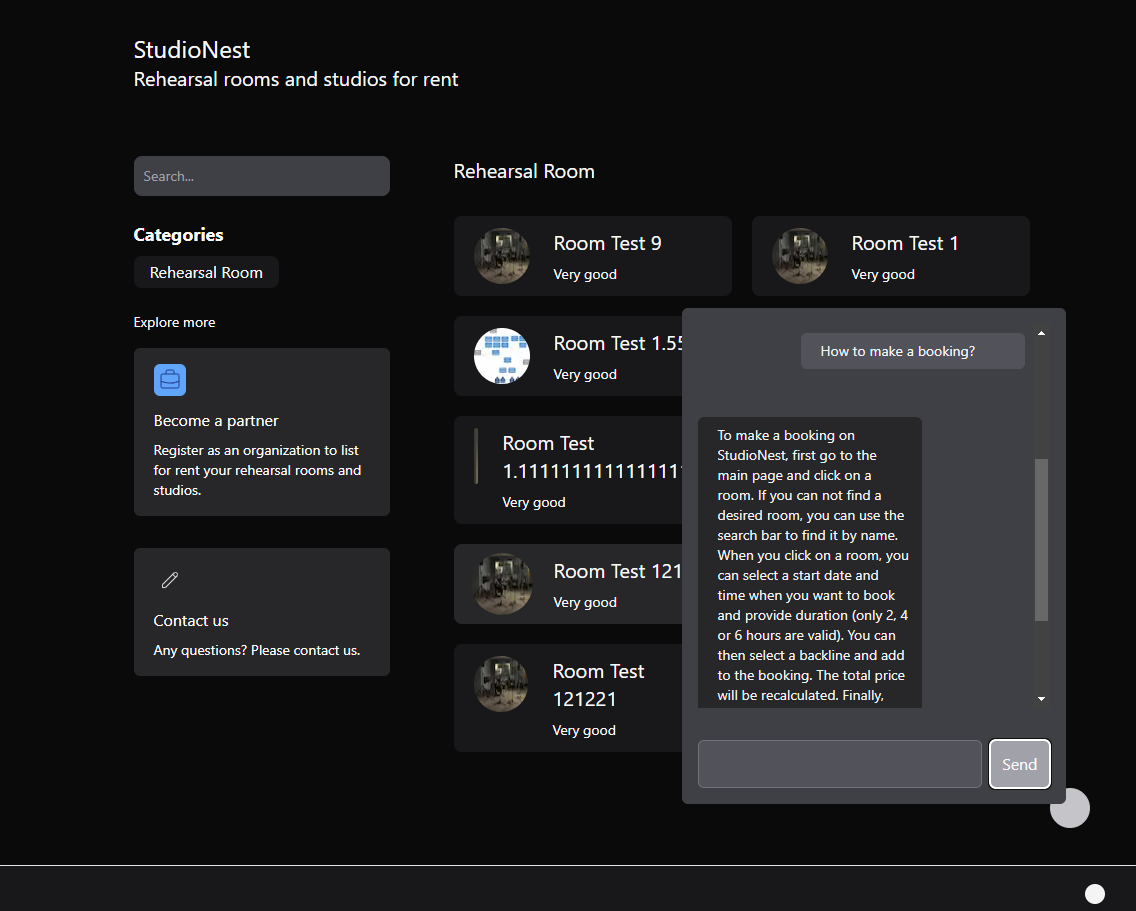 StudioNest
Rehearsal rooms and studios for rent
Search...
Categories
Rehearsal Room
Explore more
Become a partner
Register as an organization to list
for rent your rehersal rooms and
studios.
Contact us
Any questions? Please contact us.
Rehearsal Room
Room Test 9
Very good
Room Test 1
Very good
Room Test 1.55
Very good
Room Test
1.1111111111111111
Very good
Room Test 121
Very good
Room Test
121221
Very good
How to make a booking?
To make a booking on
StudioNest, first go to the
main page and click on a
room. If you can not find a
desired room, you can use the
search bar to find it by name.
When you click on a room, you
can select a start date and
time when you want to book
and provide duration (only 2, 4
or 6 hours are valid). You can
then select a backline and add
to the booking. The total price
will be recalculated. Finally,
Send